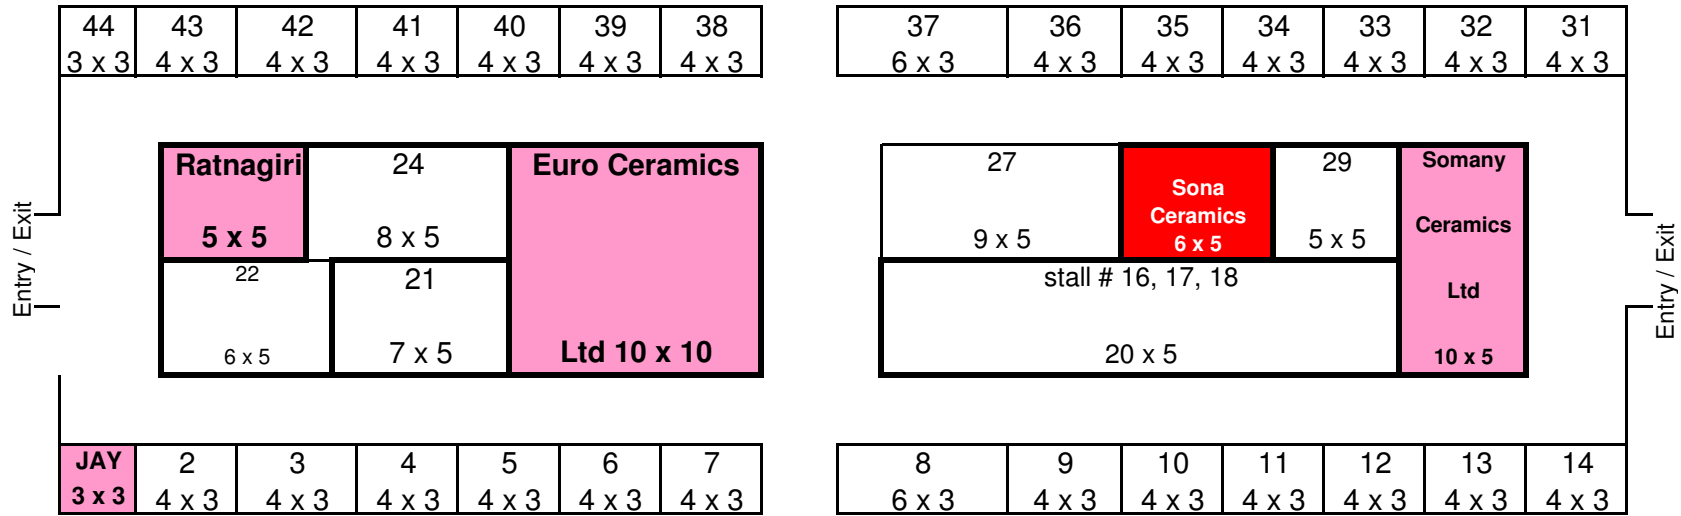 44 43 42 41 40 39 38 37 36 35 34 33 32 31
3 x 3 4 x 3 4 x 3 4 x 3 4 x 3 4 x 3 4 x 3 6 x 3 4 x 3 4 x 3 4 x 3 4 x 3 4 x 3 4 x 3
Entry / Exit
Ratnagiri
5 x 5
24
8 x 5
Euro Ceramics
Ltd 10 x 10
22
6 x 5
21
7 x 5
27
9 x 5
Sona
Ceramics
6 x 5
29
5 x 5
Somany
Ceramics
Ltd
10 x 5
stall # 16, 17, 18
20 x 5
Entry / Exit
JAY 2 3 4 5 6 7 8 9 10 11 12 13 14
3 x 3 4 x 3 4 x 3 4 x 3 4 x 3 4 x 3 4 x 3 6 x 3 4 x 3 4 x 3 4 x 3 4 x 3 4 x 3 4 x 3